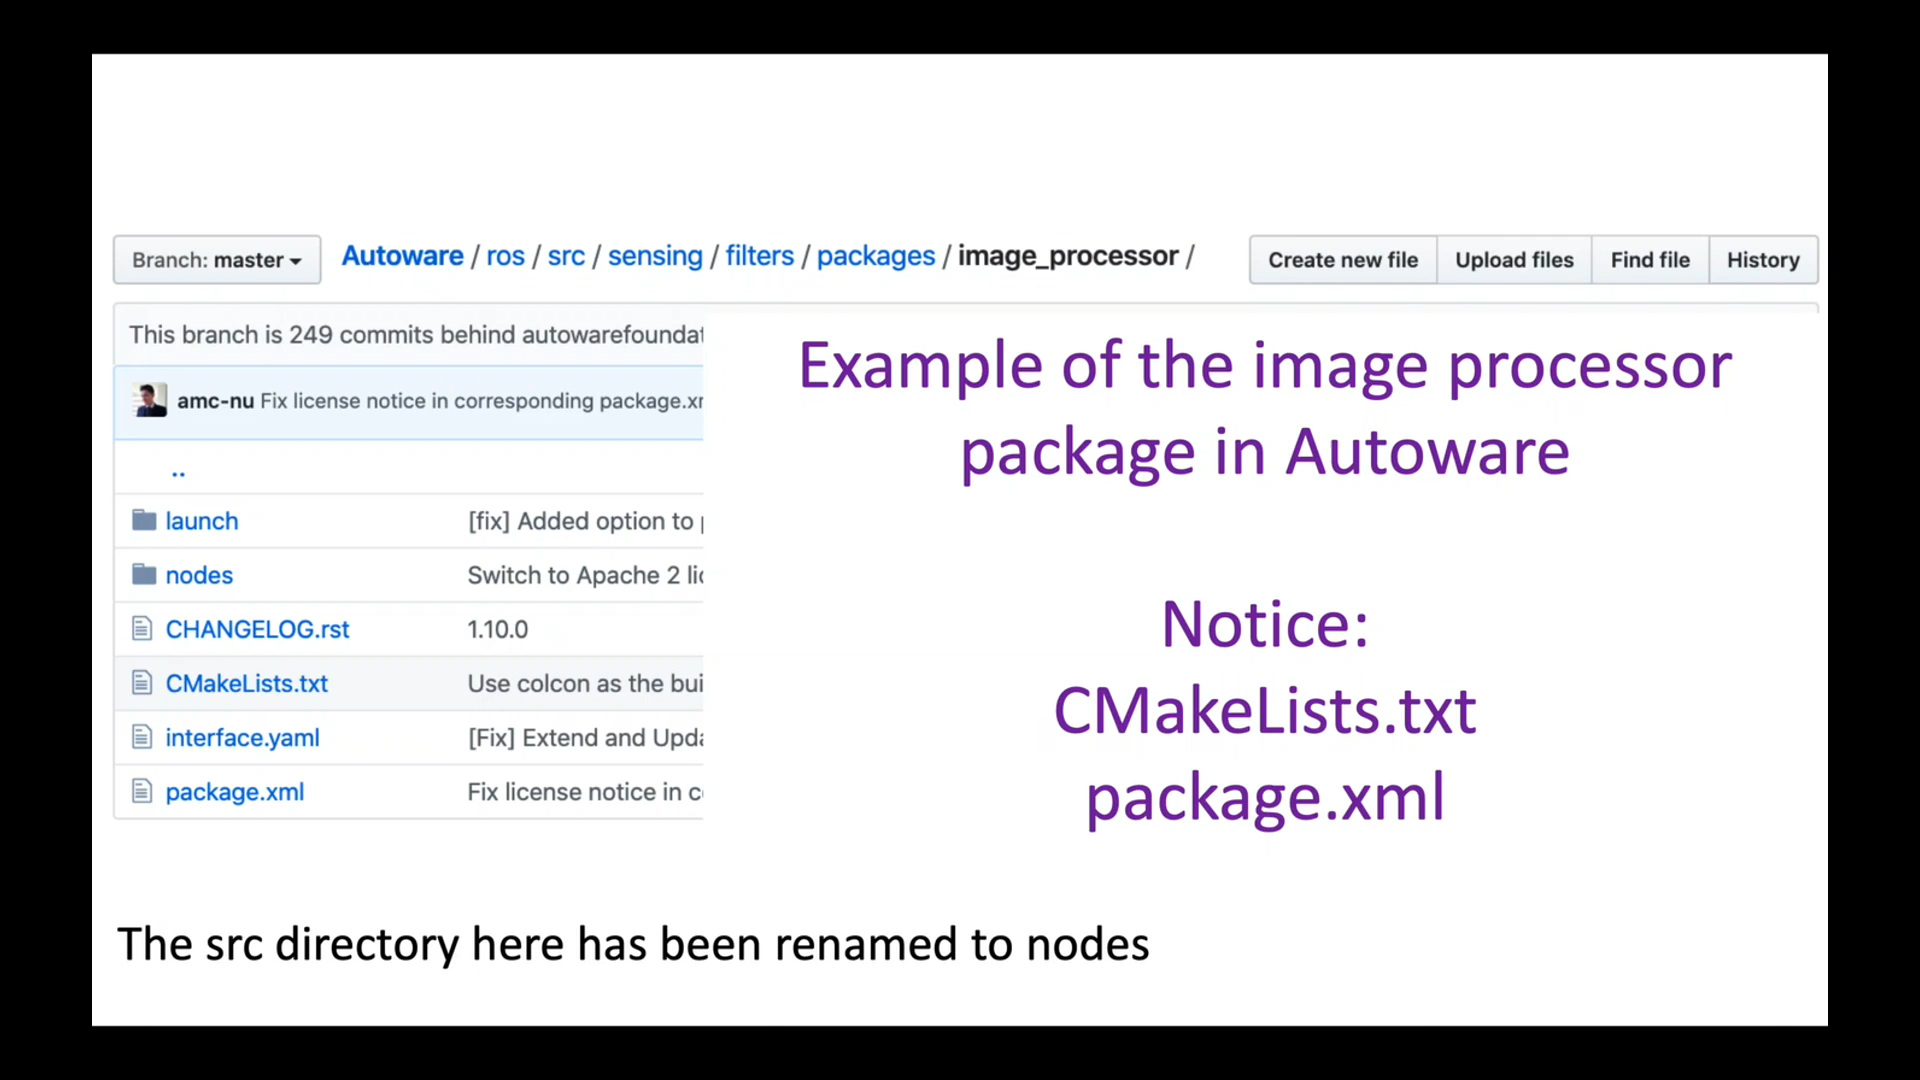 Branch: master
Autoware / ros / src / sensing / filters / packages / image_processor /
Create new file
Upload files
Find file
History
This branch is 249 commits behind
amc-nu Fix license notice in corresponding
..
launch
[fix] Added option to
nodes
Switch to Apache 2
CHANGELOG.rst
1.10.0
CMakeLists.txt
Use colcon as the
interface.yaml
[Fix] Extend and
package.xml
Fix license notice in
Example of the image processor
package in Autoware
Notice:
CMakeLists.txt
package.xml
The src directory here has been renamed to nodes